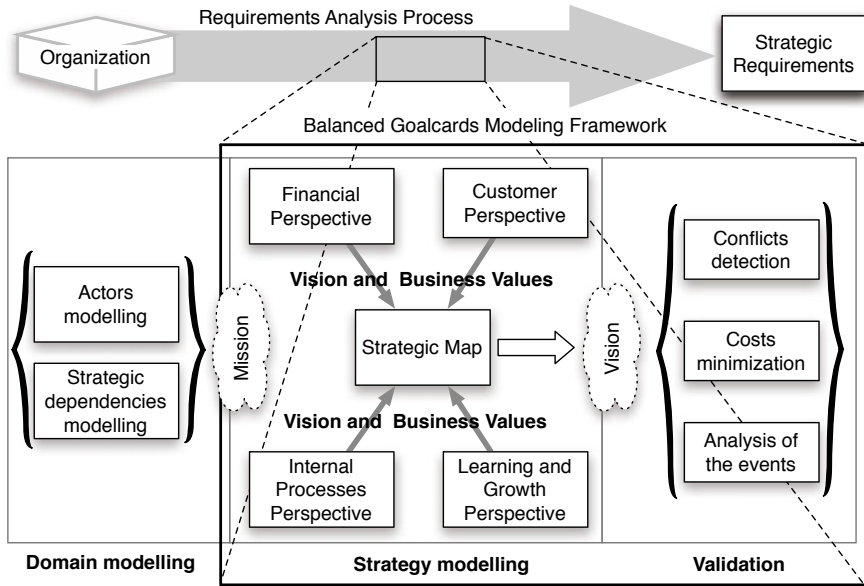 Requirements Analysis Process
Organization
Strategic
Requirements
Balanced Goalcards Modeling Framework
Financial
Perspective
Customer
Perspective
Vision and Business Values
Actors
modelling
Strategic
dependencies
modelling
Mission
Strategic Map
Vision
Conflicts
detection
Costs
minimization
Analysis of
the events
Vision and Business Values
Internal
Processes
Perspective
Learning and
Growth
Perspective
Domain modelling
Strategy modelling
Validation